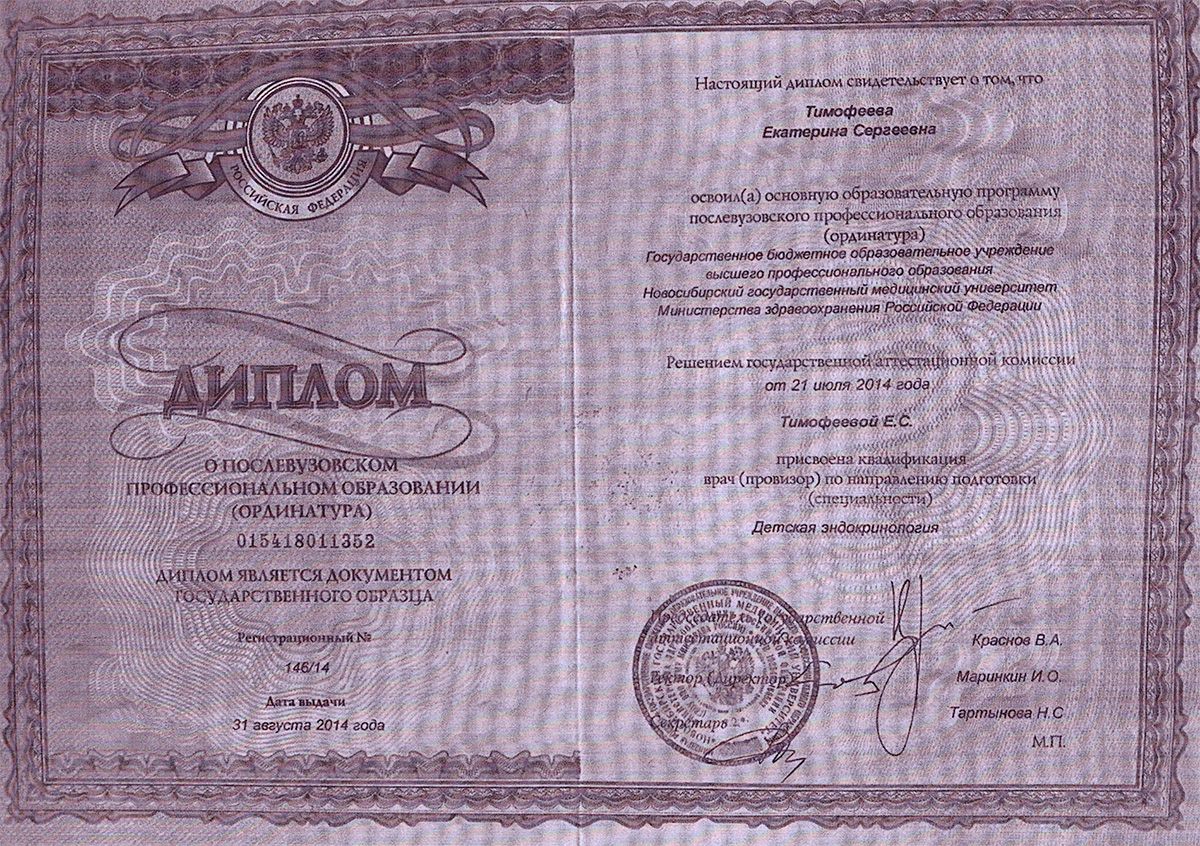 РОССИЙСКАЯ ФЕДЕРАЦИЯ
ДИПЛОМ
О ПОСЛЕВУЗОВСКОМ
ПРОФЕССИОНАЛЬНОМ ОБРАЗОВАНИИ
(ОРДИНАТУРА)
015418011352
ДИПЛОМ ЯВЛЯЕТСЯ ДОКУМЕНТОМ
ГОСУДАРСТВЕННОГО ОБРАЗЦА
Регистрационный №
146/14
Дата выдачи
31 августа 2014 года
Настоящий диплом свидетельствует о том, что
Тимофеева
Екатерина Сергеевна
освоил(а) основную образовательную программу
послевузовского профессионального образования
(ординатура)
Государственное бюджетное образовательное учреждение
высшего профессионального образования
Новосибирский государственный медицинский университет
Министерства здравоохранения Российской Федерации
Решением государственной аттестационной комиссии
от 21 июля 2014 года
Тимофеевой Е.С.
присвоена квалификация
врач (провизор) по направлению подготовки
(специальности)
Детская эндокринология
Председатель государственной
аттестационной комиссии
Краснов В.А.
Ректор (директор)
Маринкин И.О.
Секретарь
Тартынова Н.С
М.П.